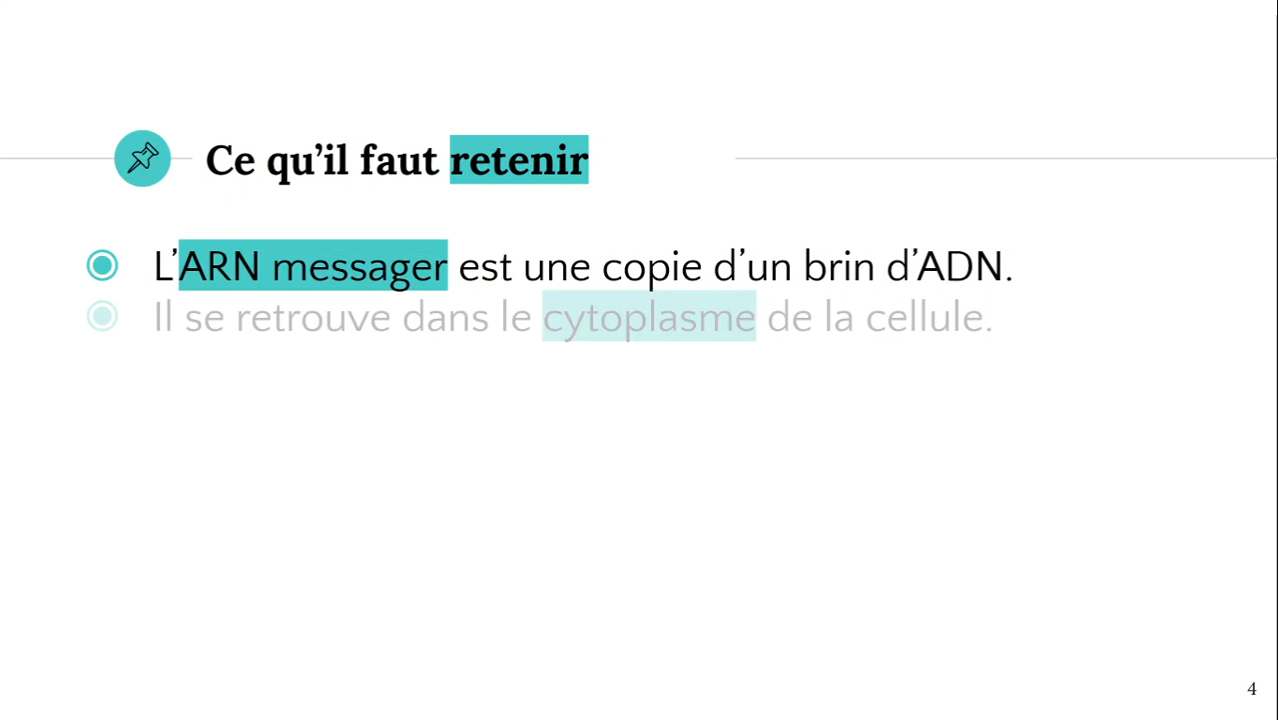 Ce qu’il faut retenir
L’ARN messager est une copie d’un brin d’ADN.
Il se retrouve dans le cytoplasme de la cellule.
4